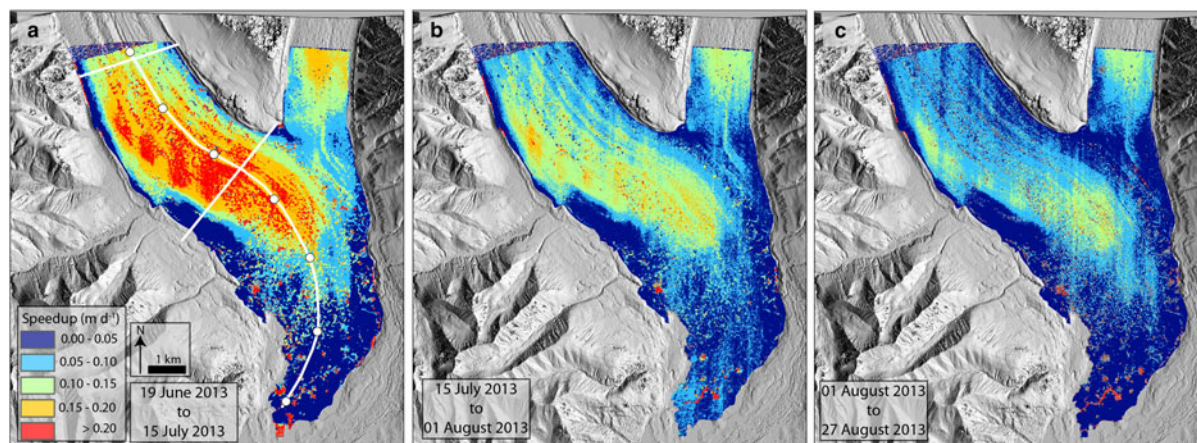 a
Speedup (m d⁻¹)
0.00 - 0.05
0.05 - 0.10
0.10 - 0.15
0.15 - 0.20
> 0.20
N
1 km
19 June 2013
to
15 July 2013
b
15 July 2013
to
01 August 2013
c
01 August 2013
to
27 August 2013